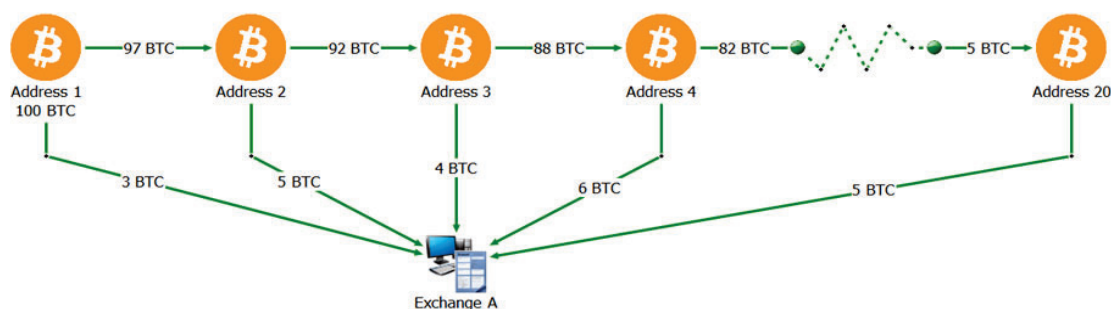 97 BTC
92 BTC
88 BTC
82 BTC
5 BTC
Address 1
100 BTC
Address 2
Address 3
Address 4
Address 20
3 BTC
5 BTC
4 BTC
6 BTC
5 BTC
Exchange A